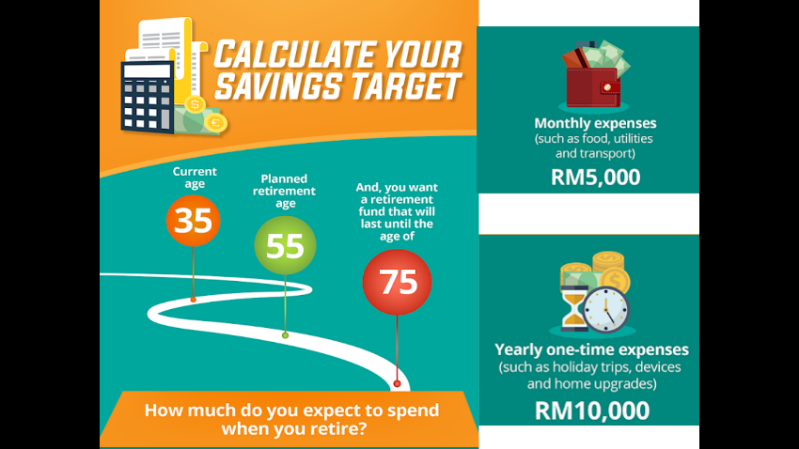 CALCULATE YOUR
SAVINGS TARGET
Current
age
35
Planned
retirement
age
55
And, you want
a retirement
fund that will
last until the
age of
75
How much do you expect to spend
when you retire?
Monthly expenses
(such as food, utilities
and transport)
RM5,000
Yearly one-time expenses
(such as holiday trips, devices
and home upgrades)
RM10,000